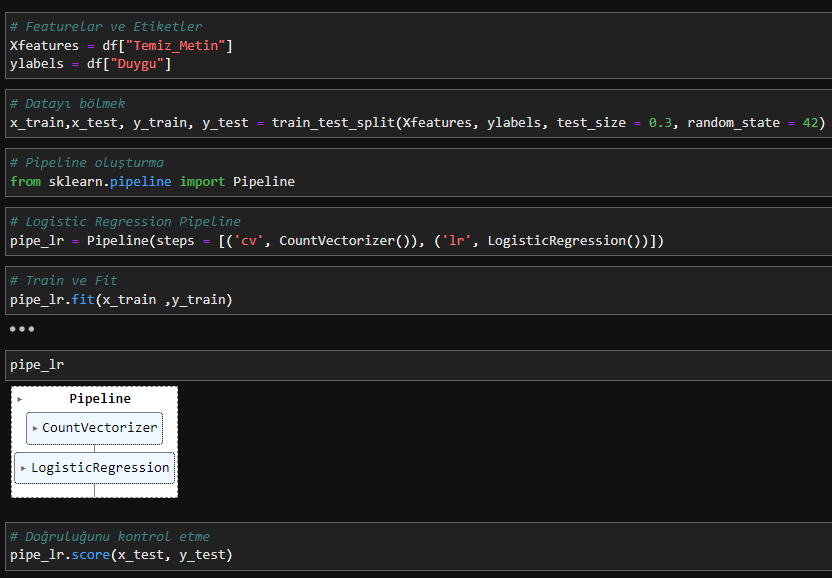 # Featurelar ve Etiketler
Xfeatures = df["Temiz_Metin"]
ylabels = df["Duygu"]
# Datayı bölmek
x_train,x_test, y_train, y_test = train_test_split(Xfeatures, ylabels, test_size = 0.3, random_state = 42)
# Pipeline oluşturma
from sklearn.pipeline import Pipeline
# Logistic Regression Pipeline
pipe_lr = Pipeline(steps = [('cv', CountVectorizer()), ('lr', LogisticRegression())])
# Train ve Fit
pipe_lr.fit(x_train ,y_train)
pipe_lr
Pipeline
CountVectorizer
LogisticRegression
# Doğruluğunu kontrol etme
pipe_lr.score(x_test, y_test)